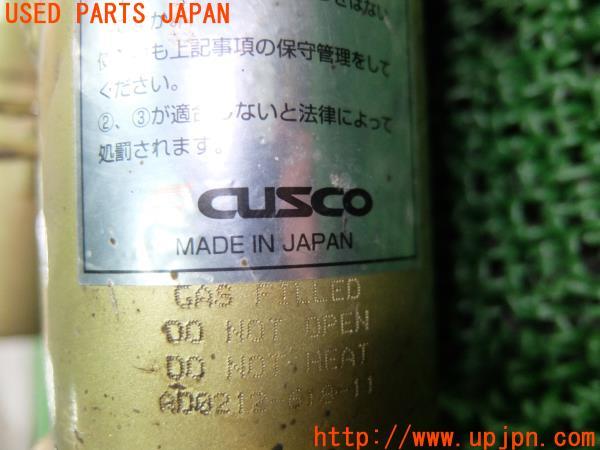 USED PARTS JAPAN
も上記事項の保守管理をして
ください。
②、③が適合しないと法律によって
処罰されます。
CUSCO
MADE IN JAPAN
GAS FILLED
DO NOT OPEN
DO NOT HEAT
http://www.upjpn.com/